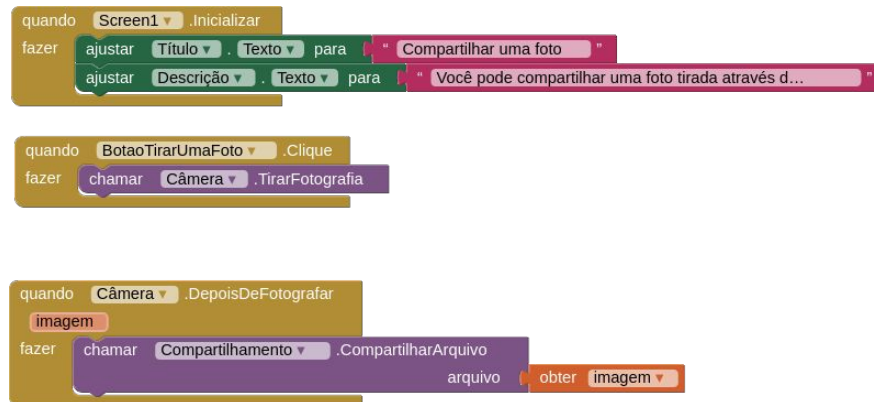 quando Screen1 .Inicializar
fazer ajustar Título . Texto para " Compartilhar uma foto "
ajustar Descrição . Texto para " Você pode compartilhar uma foto tirada através d… "
quando BotaoTirarUmaFoto .Clique
fazer chamar Câmera .TirarFotografia
quando Câmera .DepoisDeFotografar
imagem
fazer chamar Compartilhamento .CompartilharArquivo
arquivo obter imagem